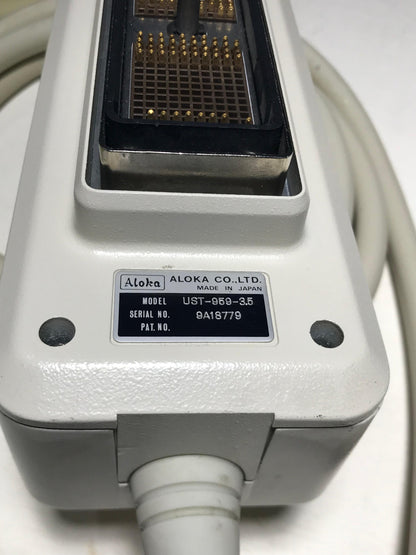 Aloka ALOKA CO.,LTD.
MADE IN JAPAN
MODEL UST-959-3.5
SERIAL NO. 9A18779
PAT. NO.